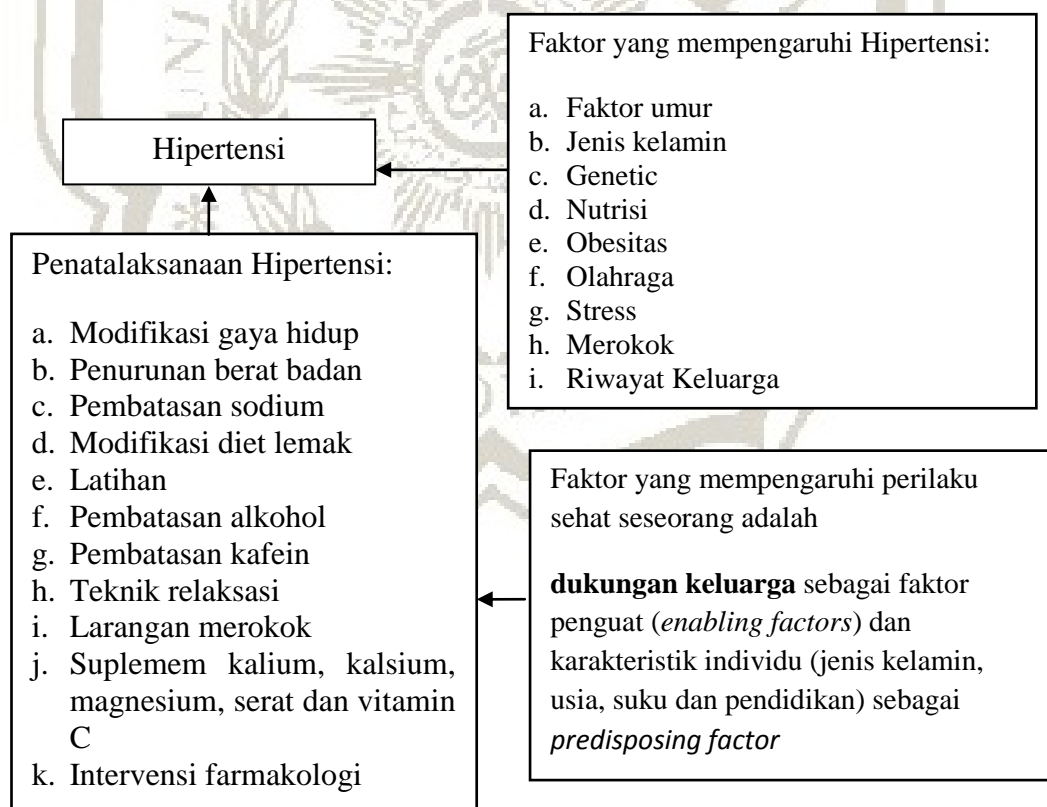 Hipertensi
Faktor yang mempengaruhi Hipertensi:
a. Faktor umur
b. Jenis kelamin
c. Genetic
d. Nutrisi
e. Obesitas
f. Olahraga
g. Stress
h. Merokok
i. Riwayat Keluarga
Penatalaksanaan Hipertensi:
a. Modifikasi gaya hidup
b. Penurunan berat badan
c. Pembatasan sodium
d. Modifikasi diet lemak
e. Latihan
f. Pembatasan alkohol
g. Pembatasan kafein
h. Teknik relaksasi
i. Larangan merokok
j. Suplemem kalium, kalsium,
magnesium, serat dan vitamin
C
k. Intervensi farmakologi
Faktor yang mempengaruhi perilaku
sehat seseorang adalah
dukungan keluarga sebagai faktor
penguat (enabling factors) dan
karakteristik individu (jenis kelamin,
usia, suku dan pendidikan) sebagai
predisposing factor